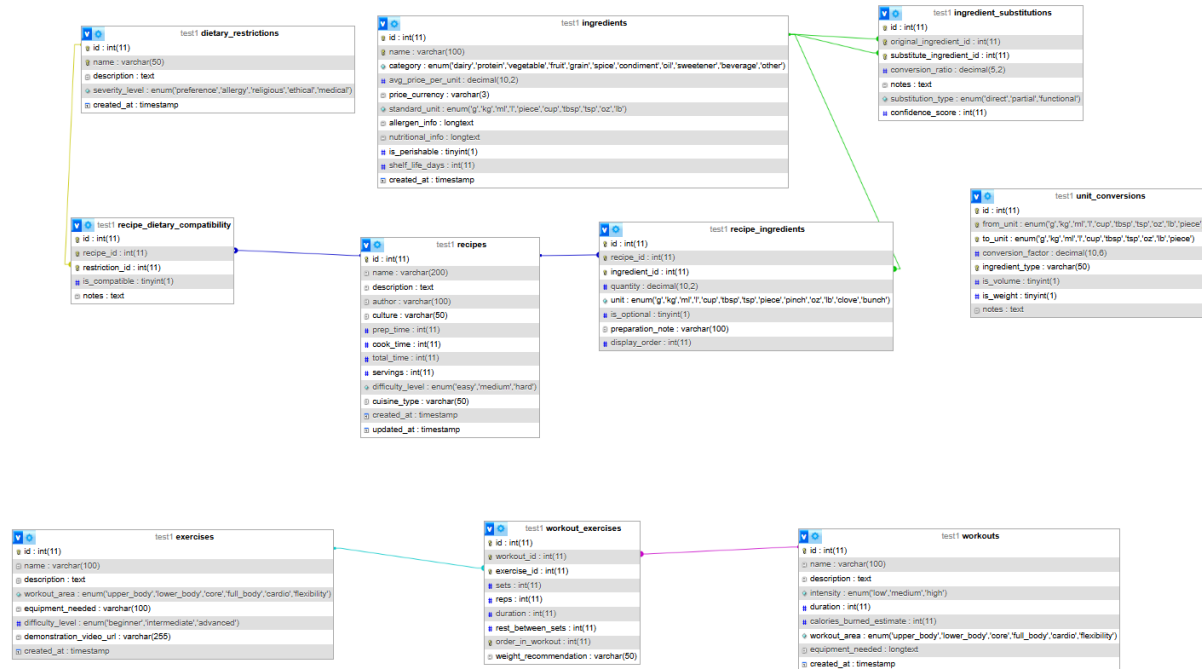 test1 dietary_restrictions
id : int(11)
name : varchar(50)
description : text
severity_level : enum('preference','allergy','religious','ethical','medical')
created_at : timestamp
test1 ingredients
id : int(11)
name : varchar(100)
category : enum('dairy','protein','vegetable','fruit','grain','spice','condiment','oil','sweetener','beverage','other')
avg_price_per_unit : decimal(10,2)
price_currency : varchar(3)
standard_unit : enum('g','kg','ml','l','piece','cup','tbsp','tsp','oz','lb')
allergen_info : longtext
nutritional_info : longtext
is_perishable : tinyint(1)
shelf_life_days : int(11)
created_at : timestamp
test1 ingredient_substitutions
id : int(11)
original_ingredient_id : int(11)
substitute_ingredient_id : int(11)
conversion_ratio : decimal(5,2)
notes : text
substitution_type : enum('direct','partial','functional')
confidence_score : int(11)
test1 recipe_dietary_compatibility
id : int(11)
recipe_id : int(11)
restriction_id : int(11)
is_compatible : tinyint(1)
notes : text
test1 recipes
id : int(11)
name : varchar(200)
description : text
author : varchar(100)
culture : varchar(50)
prep_time : int(11)
cook_time : int(11)
total_time : int(11)
servings : int(11)
difficulty_level : enum('easy','medium','hard')
cuisine_type : varchar(50)
created_at : timestamp
updated_at : timestamp
test1 recipe_ingredients
id : int(11)
recipe_id : int(11)
ingredient_id : int(11)
quantity : decimal(10,2)
unit : enum('g','kg','ml','l','cup','tbsp','tsp','piece','pinch','oz','lb','clove','bunch')
is_optional : tinyint(1)
preparation_note : varchar(100)
display_order : int(11)
test1 unit_conversions
id : int(11)
from_unit : enum('g','kg','ml','l','cup','tbsp','tsp','oz','lb','piece'
to_unit : enum('g','kg','ml','l','cup','tbsp','tsp','oz','lb','piece')
conversion_factor : decimal(10,6)
ingredient_type : varchar(50)
is_volume : tinyint(1)
is_weight : tinyint(1)
notes : text
test1 exercises
id : int(11)
name : varchar(100)
description : text
workout_area : enum('upper_body','lower_body','core','full_body','cardio','flexibility')
equipment_needed : varchar(100)
difficulty_level : enum('beginner','intermediate','advanced')
demonstration_video_url : varchar(255)
created_at : timestamp
test1 workout_exercises
id : int(11)
workout_id : int(11)
exercise_id : int(11)
sets : int(11)
reps : int(11)
duration : int(11)
rest_between_sets : int(11)
order_in_workout : int(11)
weight_recommendation : varchar(50)
test1 workouts
id : int(11)
name : varchar(100)
description : text
intensity : enum('low','medium','high')
duration : int(11)
calories_burned_estimate : int(11)
workout_area : enum('upper_body','lower_body','core','full_body','cardio','flexibility')
equipment_needed : longtext
created_at : timestamp